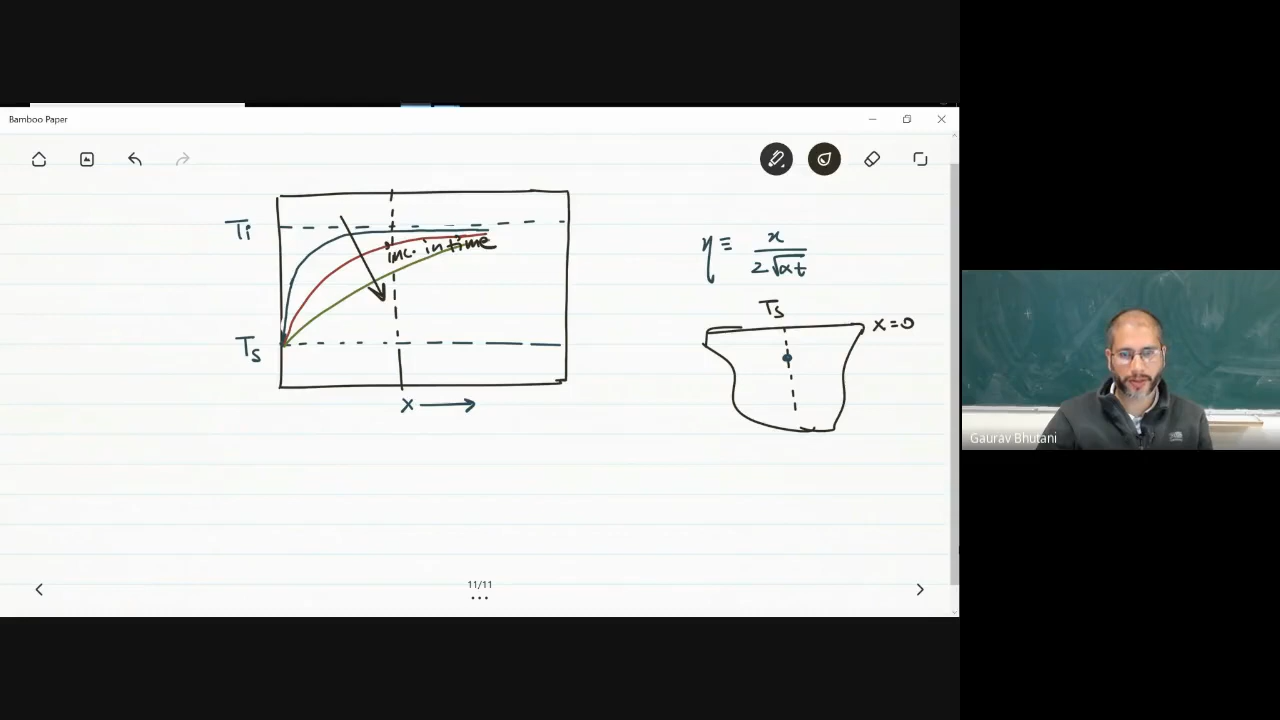 Bamboo Paper
Ti
inc. in time
Ts
x
η ≡ x / 2√αt
Ts
x=0
11/11
Gaurav Bhutani